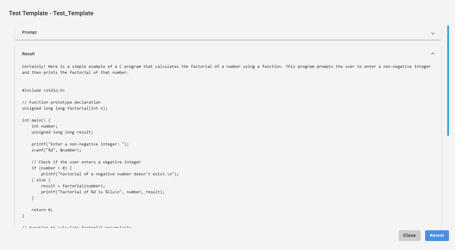 Test Template - Test_Template
Prompt
Result
Certainly! Here is a simple example of a C program that calculates the factorial of a number using a function. This program prompts the user to enter a non-negative integer
and then prints the factorial of that number.
#include <stdio.h>
// Function prototype declaration
unsigned long long factorial(int n);
int main() {
int number;
unsigned long long result;
printf("Enter a non-negative integer: ");
scanf("%d", &number);
// Check if the user enters a negative integer
if (number < 0) {
printf("Factorial of a negative number doesn't exist.\n");
} else {
result = factorial(number);
printf("Factorial of %d is %llu\n", number, result);
}
return 0;
}
// Function to calculate factorial recursively
Close
Retest